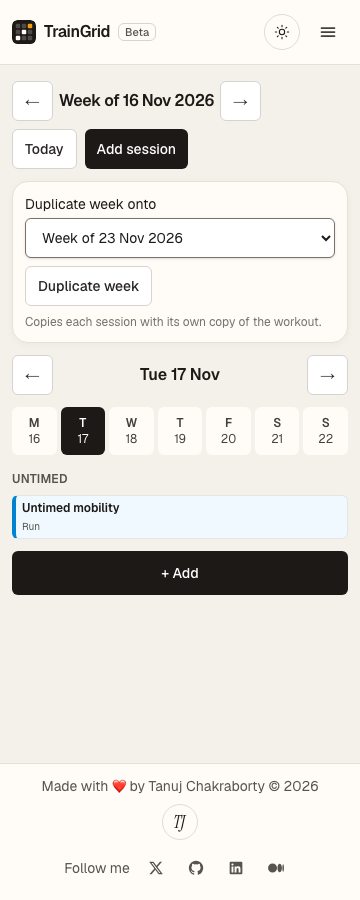 TrainGrid Beta
← Week of 16 Nov 2026 →
Today Add session
Duplicate week onto
Week of 23 Nov 2026
Duplicate week
Copies each session with its own copy of the workout.
← Tue 17 Nov →
M T W T F S S
16 17 18 19 20 21 22
UNTIMED
Untimed mobility
Run
+ Add
Made with ❤️ by Tanuj Chakraborty © 2026
TJ
Follow me